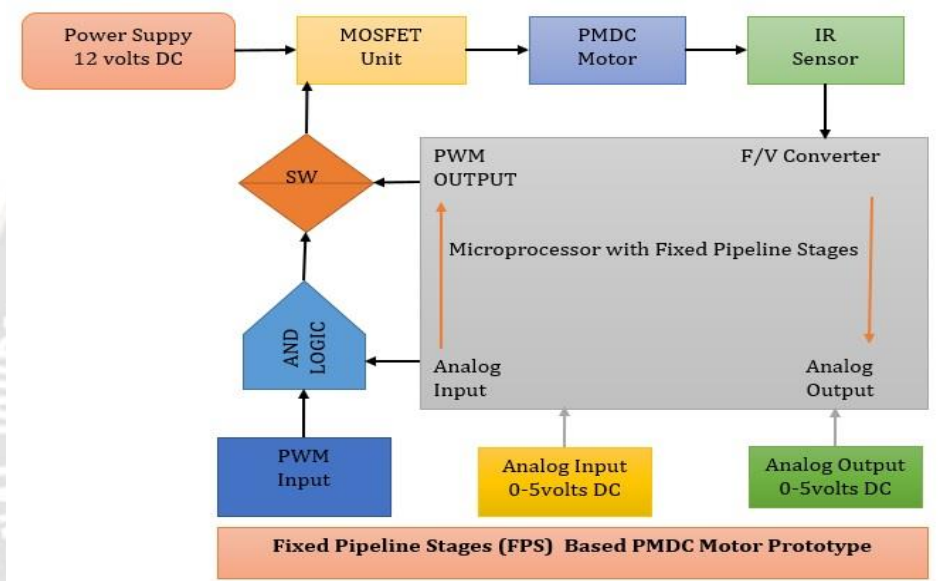 Power Suppy
12 volts DC
MOSFET
Unit
PMDC
Motor
IR
Sensor
SW
PWM
OUTPUT
F/V Converter
Microprocessor with Fixed Pipeline Stages
AND
LOGIC
Analog
Input
Analog
Output
PWM
Input
Analog Input
0-5volts DC
Analog Output
0-5volts DC
Fixed Pipeline Stages (FPS) Based PMDC Motor Prototype